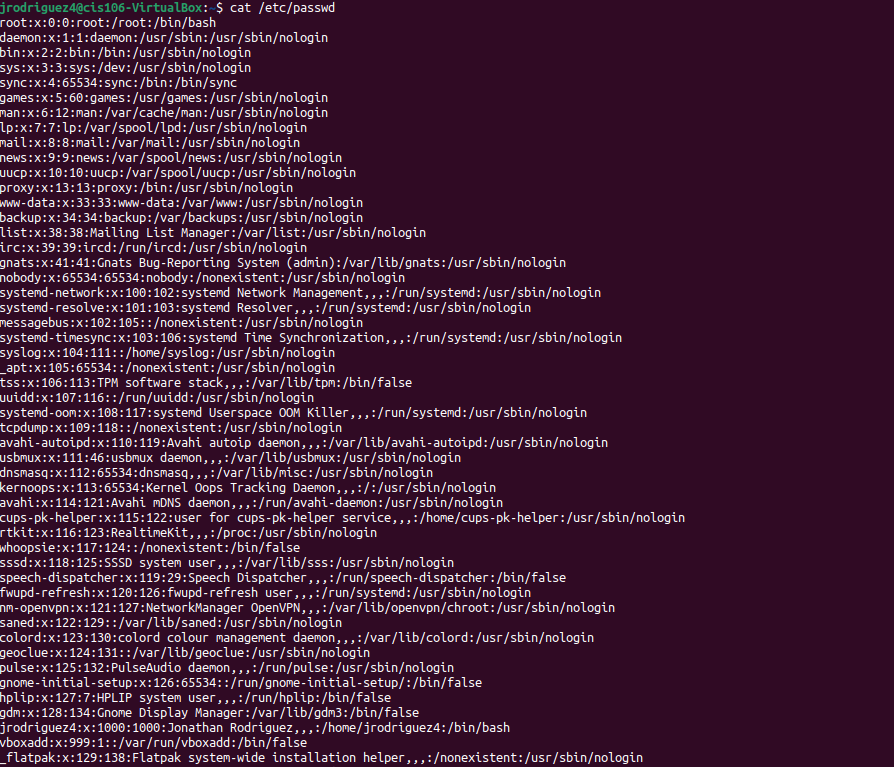 jrodriguez4@cis106-VirtualBox:~$ cat /etc/passwd
root:x:0:0:root:/root:/bin/bash
daemon:x:1:1:daemon:/usr/sbin:/usr/sbin/nologin
bin:x:2:2:bin:/bin:/usr/sbin/nologin
sys:x:3:3:sys:/dev:/usr/sbin/nologin
sync:x:4:65534:sync:/bin:/bin/sync
games:x:5:60:games:/usr/games:/usr/sbin/nologin
man:x:6:12:man:/var/cache/man:/usr/sbin/nologin
lp:x:7:7:lp:/var/spool/lpd:/usr/sbin/nologin
mail:x:8:8:mail:/var/mail:/usr/sbin/nologin
news:x:9:9:news:/var/spool/news:/usr/sbin/nologin
uucp:x:10:10:uucp:/var/spool/uucp:/usr/sbin/nologin
proxy:x:13:13:proxy:/bin:/usr/sbin/nologin
www-data:x:33:33:www-data:/var/www:/usr/sbin/nologin
backup:x:34:34:backup:/var/backups:/usr/sbin/nologin
list:x:38:38:Mailing List Manager:/var/list:/usr/sbin/nologin
irc:x:39:39:ircd:/run/ircd:/usr/sbin/nologin
gnats:x:41:41:Gnats Bug-Reporting System (admin):/var/lib/gnats:/usr/sbin/nologin
nobody:x:65534:65534:nobody:/nonexistent:/usr/sbin/nologin
systemd-network:x:100:102:systemd Network Management,,,:/run/systemd:/usr/sbin/nologin
systemd-resolve:x:101:103:systemd Resolver,,,:/run/systemd:/usr/sbin/nologin
messagebus:x:102:105::/nonexistent:/usr/sbin/nologin
systemd-timesync:x:103:106:systemd Time Synchronization,,,:/run/systemd:/usr/sbin/nologin
syslog:x:104:111::/home/syslog:/usr/sbin/nologin
_apt:x:105:65534::/nonexistent:/usr/sbin/nologin
tss:x:106:113:TPM software stack,,,:/var/lib/tpm:/bin/false
uuidd:x:107:116::/run/uuidd:/usr/sbin/nologin
systemd-oom:x:108:117:systemd Userspace OOM Killer,,,:/run/systemd:/usr/sbin/nologin
tcpdump:x:109:118::/nonexistent:/usr/sbin/nologin
avahi-autoipd:x:110:119:Avahi autoip daemon,,,:/var/lib/avahi-autoipd:/usr/sbin/nologin
usbmux:x:111:46:usbmux daemon,,,:/var/lib/usbmux:/usr/sbin/nologin
dnsmasq:x:112:65534:dnsmasq,,,:/var/lib/misc:/usr/sbin/nologin
kernoops:x:113:65534:Kernel Oops Tracking Daemon,,,:/:/usr/sbin/nologin
avahi:x:114:121:Avahi mDNS daemon,,,:/run/avahi-daemon:/usr/sbin/nologin
cups-pk-helper:x:115:122:user for cups-pk-helper service,,,:/home/cups-pk-helper:/usr/sbin/nologin
rtkit:x:116:123:RealtimeKit,,,:/proc:/usr/sbin/nologin
whoopsie:x:117:124::/nonexistent:/bin/false
sssd:x:118:125:SSSD system user,,,:/var/lib/sss:/usr/sbin/nologin
speech-dispatcher:x:119:29:Speech Dispatcher,,,:/run/speech-dispatcher:/bin/false
fwupd-refresh:x:120:126:fwupd-refresh user,,,:/run/systemd:/usr/sbin/nologin
nm-openvpn:x:121:127:NetworkManager OpenVPN,,,:/var/lib/openvpn/chroot:/usr/sbin/nologin
saned:x:122:129::/var/lib/saned:/usr/sbin/nologin
colord:x:123:130:colord colour management daemon,,,:/var/lib/colord:/usr/sbin/nologin
geoclue:x:124:131::/var/lib/geoclue:/usr/sbin/nologin
pulse:x:125:132:PulseAudio daemon,,,:/run/pulse:/usr/sbin/nologin
gnome-initial-setup:x:126:65534::/run/gnome-initial-setup/:/bin/false
hplip:x:127:7:HPLIP system user,,,:/run/hplip:/bin/false
gdm:x:128:134:Gnome Display Manager:/var/lib/gdm3:/bin/false
jrodriguez4:x:1000:1000:Jonathan Rodriguez,,,:/home/jrodriguez4:/bin/bash
vboxadd:x:999:1::/var/run/vboxadd:/bin/false
_flatpak:x:129:138:Flatpak system-wide installation helper,,,:/nonexistent:/usr/sbin/nologin